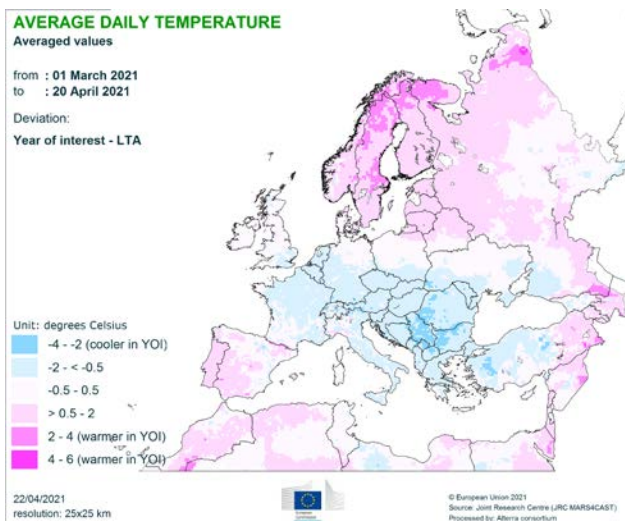 AVERAGE DAILY TEMPERATURE
Averaged values
from : 01 March 2021
to : 20 April 2021
Deviation:
Year of interest - LTA
Unit: degrees Celsius
-4 - -2 (cooler in YOI)
-2 - < -0.5
-0.5 - 0.5
> 0.5 - 2
2 - 4 (warmer in YOI)
4 - 6 (warmer in YOI)
22/04/2021
resolution: 25x25 km
European
Commission
© European Union 2021
Source: Joint Research Centre (JRC MARS4CAST)
Processed by: Alterra consortium